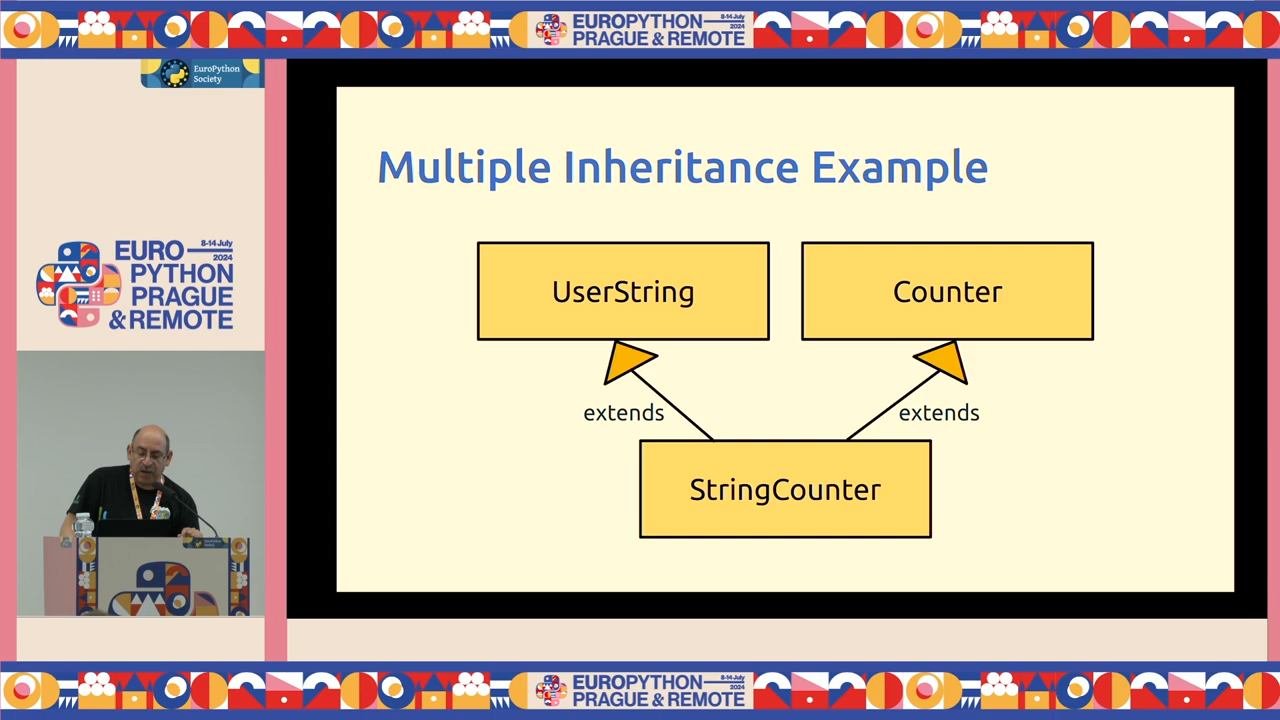 EUROPYTHON
PRAGUE & REMOTE
8-14 July
2024
EuroPython
Society
EURO
PYTHON
PRAGUE
& REMOTE
8-14 July
2024
Multiple Inheritance Example
UserString
Counter
extends
extends
StringCounter
EUROPYTHON
PRAGUE & REMOTE
8-14 July
2024